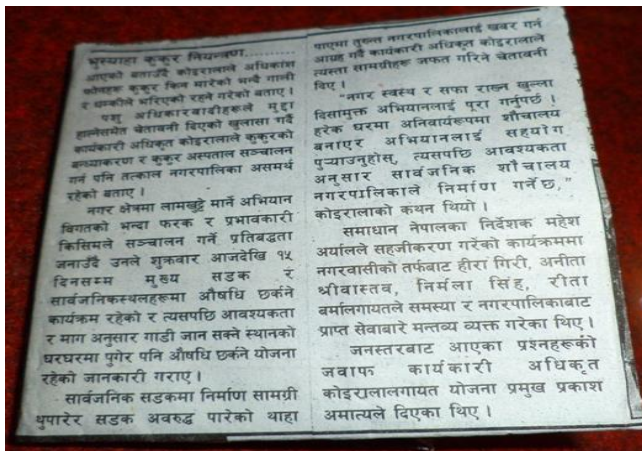 भुस्याहा कुकुर नियन्त्रण.............
आएको बताउँदै कोइरालाले अधिकांश
फोनहरू कुकुर किन मारेको भन्दै गाली
र धम्कीले भरिएको रहने गरेको बताए ।
पशु अधिकारवादीहरूले मुद्दा
हाल्नेसमेत चेतावनी दिएको खुलासा गर्दै
कार्यकारी अधिकृत कोइरालाले कुकुरको
बन्ध्याकरण र कुकुर अस्पताल सञ्चालन
गर्न पनि तत्काल नगरपालिका असमर्थ
रहेको बताए ।
नगर क्षेत्रमा लामखुट्टे मार्ने अभियान
विगतको भन्दा फरक र प्रभावकारी
किसिमले सञ्चालन गर्ने प्रतिबद्धता
जनाउँदै उनले शुक्रवार आजदेखि १५
दिनसम्म मुख्य सडक र
सार्वजनिकस्थलहरूमा औषधि छर्कने
कार्यक्रम रहेको र त्यसपछि आवश्यकता
र माग अनुसार गाडी जान सक्ने स्थानको
घरघरमा पुगेर पनि औषधि छर्कने योजना
रहेको जानकारी गराए ।
सार्वजनिक सडकमा निर्माण सामग्री
थुपारेर सडक अवरुद्ध पारेको थाहा
पाएमा तुरुन्त नगरपालिकालाई खबर गर्न
आग्रह गर्दै कार्यकारी अधिकृत कोइरालाले
त्यस्ता सामग्रीहरू जफत गरिने चेतावनी
दिए ।
"नगर स्वस्थ र सफा राख्न खुल्ला
दिसामुक्त अभियानलाई पूरा गर्नुपर्छ ।
हरेक घरमा अनिवार्यरूपमा शौचालय
बनाएर अभियानलाई सहयोग
पुर्‍याउनुहोस्, त्यसपछि आवश्यकता
अनुसार सार्वजनिक शौचालय
नगरपालिकाले निर्माण गर्नेछ,"
कोइरालाको कथन थियो ।
समाधान नेपालका निर्देशक महेश
अर्यालले सहजीकरण गरेको कार्यक्रममा
नगरवासीको तर्फबाट हीरा गिरी, अनीता
श्रीवास्तव, निर्मला सिंह, रीता
बर्मालगायतले समस्या र नगरपालिकाबाट
प्राप्त सेवाबारे मन्तव्य व्यक्त गरेका थिए ।
जनस्तरबाट आएका प्रश्नहरूको
जवाफ कार्यकारी अधिकृत
कोइरालालगायत योजना प्रमुख प्रकाश
अमात्यले दिएका थिए ।